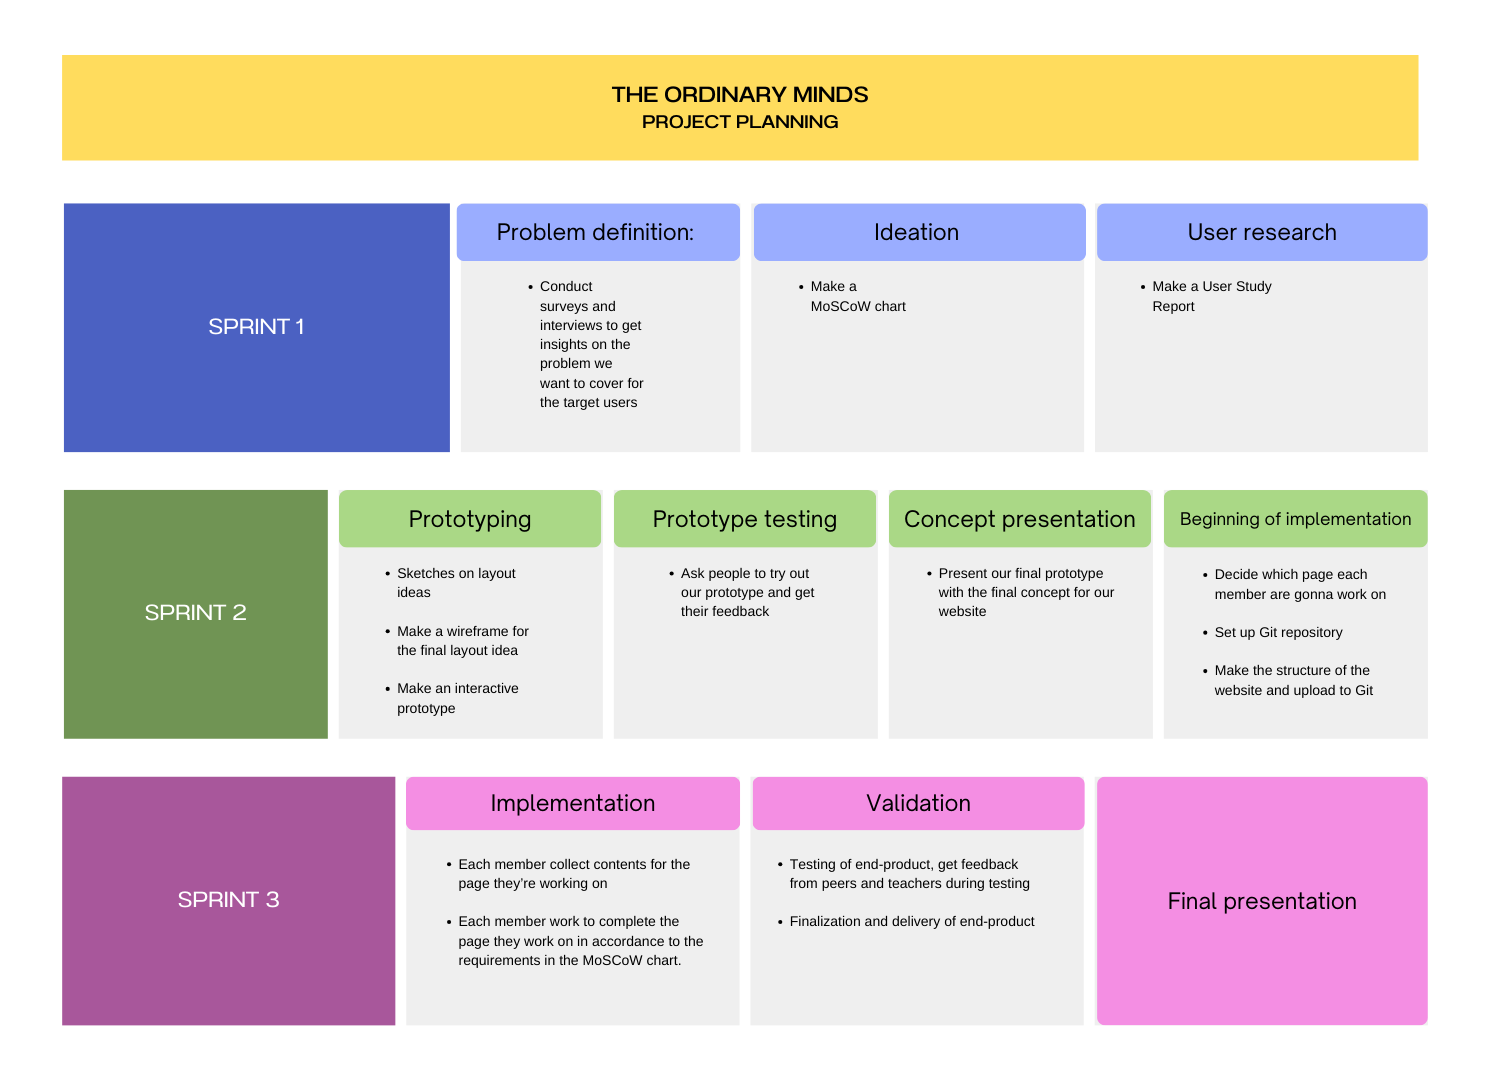 THE ORDINARY MINDS
PROJECT PLANNING
SPRINT 1
Problem definition:
• Conduct
surveys and
interviews to get
insights on the
problem we
want to cover for
the target users
Ideation
• Make a
MoSCoW chart
User research
• Make a User Study
Report
SPRINT 2
Prototyping
• Sketches on layout
ideas
• Make a wireframe for
the final layout idea
• Make an interactive
prototype
Prototype testing
• Ask people to try out
our prototype and get
their feedback
Concept presentation
• Present our final prototype
with the final concept for our
website
Beginning of implementation
• Decide which page each
member are gonna work on
• Set up Git repository
• Make the structure of the
website and upload to Git
SPRINT 3
Implementation
• Each member collect contents for the
page they’re working on
• Each member work to complete the
page they work on in accordance to the
requirements in the MoSCoW chart.
Validation
• Testing of end-product, get feedback
from peers and teachers during testing
• Finalization and delivery of end-product
Final presentation